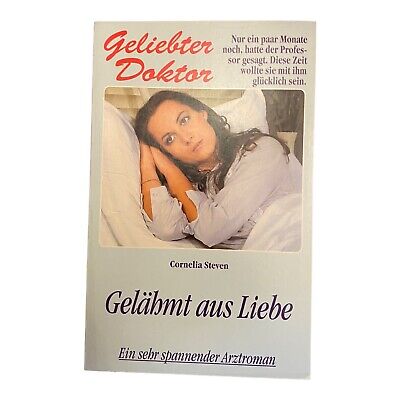 Geliebter
Doktor
Nur ein paar Monate
noch, hatte der Profes-
sor gesagt. Diese Zeit
wollte sie mit ihm
glücklich sein.
Cornelia Steven
Gelähmt aus Liebe
Ein sehr spannender Arztroman